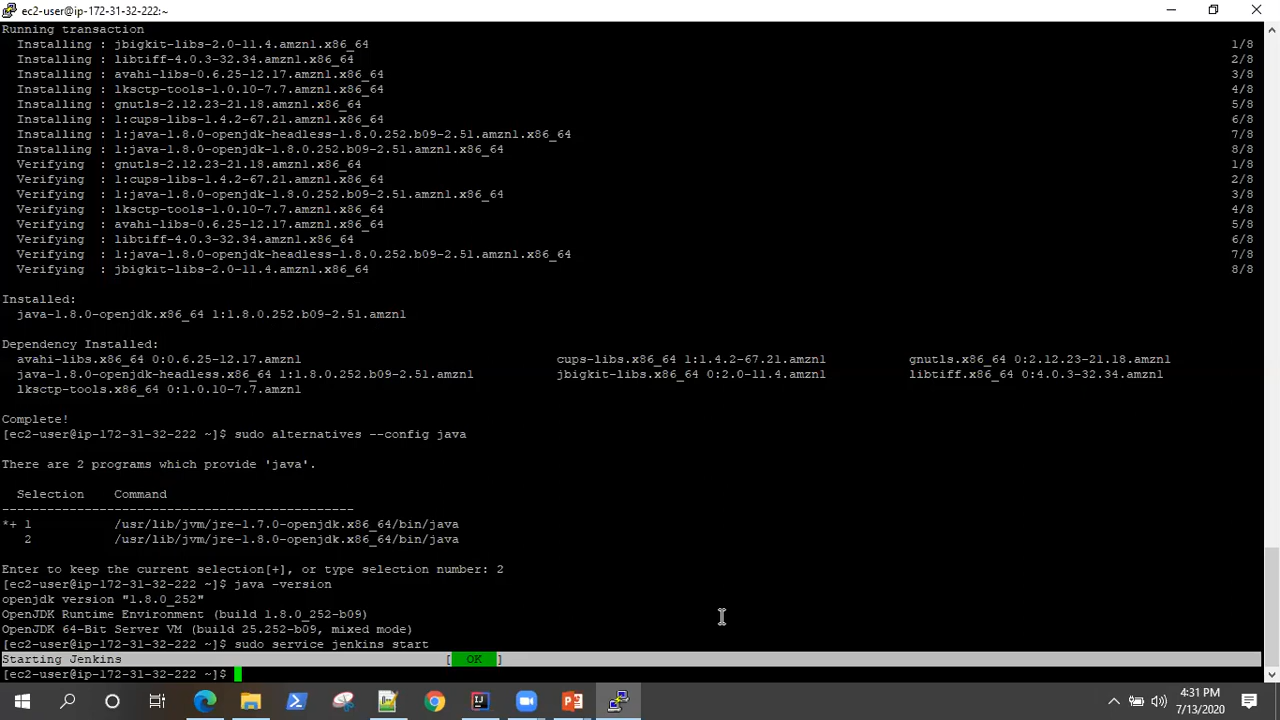 ec2-user@ip-172-31-32-222:~
Running transaction
Installing : jbigkit-libs-2.0-11.4.amzn1.x86_64 1/8
Installing : libtiff-4.0.3-32.34.amzn1.x86_64 2/8
Installing : avahi-libs-0.6.25-12.17.amzn1.x86_64 3/8
Installing : lksctp-tools-1.0.10-7.7.amzn1.x86_64 4/8
Installing : gnutls-2.12.23-21.18.amzn1.x86_64 5/8
Installing : 1:cups-libs-1.4.2-67.21.amzn1.x86_64 6/8
Installing : 1:java-1.8.0-openjdk-headless-1.8.0.252.b09-2.51.amzn1.x86_64 7/8
Installing : 1:java-1.8.0-openjdk-1.8.0.252.b09-2.51.amzn1.x86_64 8/8
Verifying : gnutls-2.12.23-21.18.amzn1.x86_64 1/8
Verifying : 1:cups-libs-1.4.2-67.21.amzn1.x86_64 2/8
Verifying : 1:java-1.8.0-openjdk-1.8.0.252.b09-2.51.amzn1.x86_64 3/8
Verifying : lksctp-tools-1.0.10-7.7.amzn1.x86_64 4/8
Verifying : avahi-libs-0.6.25-12.17.amzn1.x86_64 5/8
Verifying : libtiff-4.0.3-32.34.amzn1.x86_64 6/8
Verifying : 1:java-1.8.0-openjdk-headless-1.8.0.252.b09-2.51.amzn1.x86_64 7/8
Verifying : jbigkit-libs-2.0-11.4.amzn1.x86_64 8/8
Installed:
java-1.8.0-openjdk.x86_64 1:1.8.0.252.b09-2.51.amzn1
Dependency Installed:
avahi-libs.x86_64 0:0.6.25-12.17.amzn1 cups-libs.x86_64 1:1.4.2-67.21.amzn1 gnutls.x86_64 0:2.12.23-21.18.amzn1
java-1.8.0-openjdk-headless.x86_64 1:1.8.0.252.b09-2.51.amzn1 jbigkit-libs.x86_64 0:2.0-11.4.amzn1 libtiff.x86_64 0:4.0.3-32.34.amzn1
lksctp-tools.x86_64 0:1.0.10-7.7.amzn1
Complete!
[ec2-user@ip-172-31-32-222 ~]$ sudo alternatives --config java
There are 2 programs which provide 'java'.
Selection Command
-----------------------------------------------
*+ 1 /usr/lib/jvm/jre-1.7.0-openjdk.x86_64/bin/java
2 /usr/lib/jvm/jre-1.8.0-openjdk.x86_64/bin/java
Enter to keep the current selection[+], or type selection number: 2
[ec2-user@ip-172-31-32-222 ~]$ java -version
openjdk version "1.8.0_252"
OpenJDK Runtime Environment (build 1.8.0_252-b09)
OpenJDK 64-Bit Server VM (build 25.252-b09, mixed mode)
[ec2-user@ip-172-31-32-222 ~]$ sudo service jenkins start
Starting Jenkins [ OK ]
[ec2-user@ip-172-31-32-222 ~]$
4:31 PM
7/13/2020